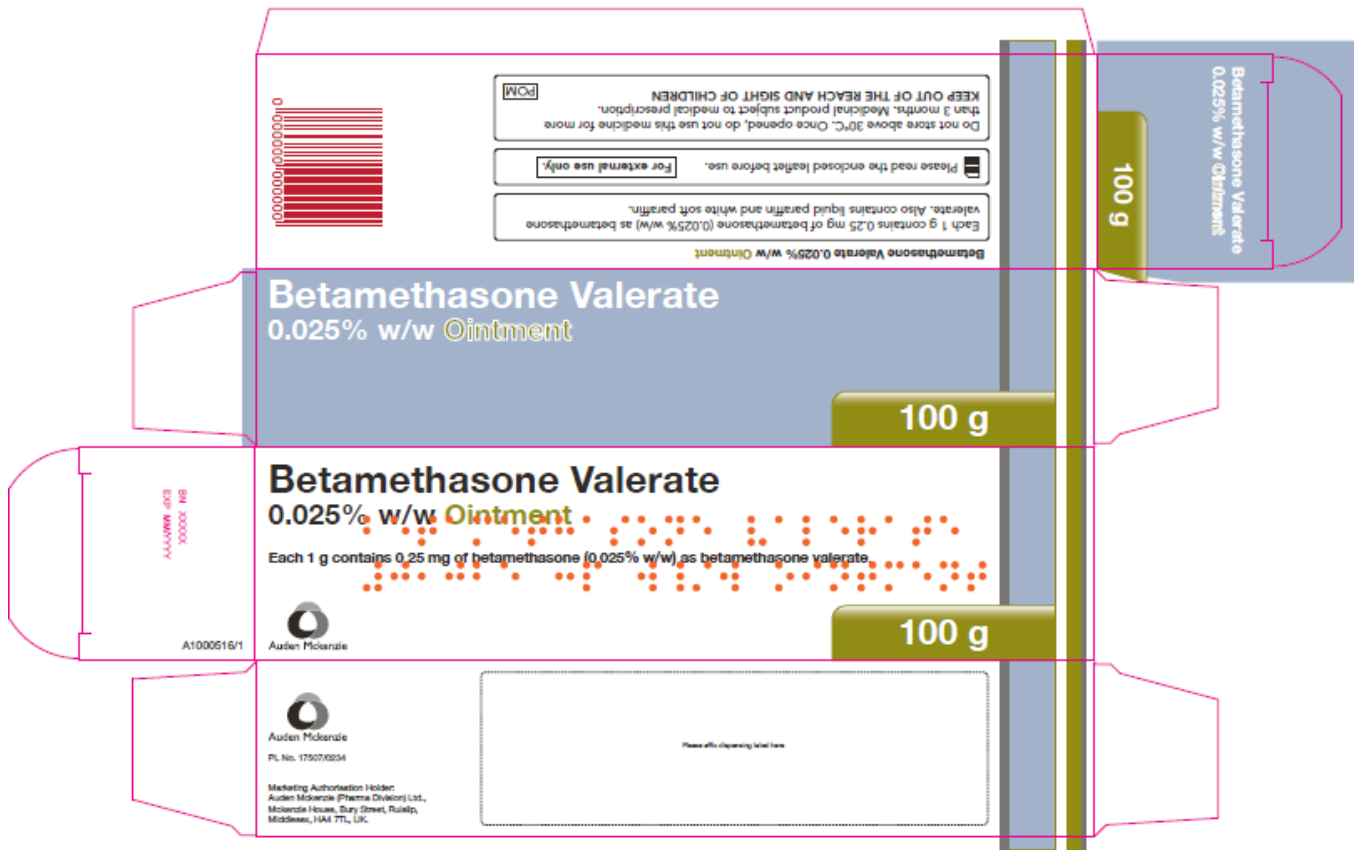 Betamethasone Valerate 0.025% w/w Ointment
Each 1 g contains 0.25 mg of betamethasone (0.025% w/w) as betamethasone
valerate. Also contains liquid paraffin and white soft paraffin.
Please read the enclosed leaflet before use.
For external use only.
Do not store above 30°C. Once opened, do not use this medicine for more
than 3 months. Medicinal product subject to medical prescription.
KEEP OUT OF THE REACH AND SIGHT OF CHILDREN
POM
Betamethasone Valerate
0.025% w/w Ointment
100 g
Betamethasone Valerate
0.025% w/w Ointment
100 g
BN XXXXX
EXP MM/YYYY
A1000516/1
Betamethasone Valerate
0.025% w/w Ointment
Each 1 g contains 0.25 mg of betamethasone (0.025% w/w) as betamethasone valerate.
Auden Mckenzie
100 g
Auden Mckenzie
PL No. 17507/0234
Marketing Authorisation Holder:
Auden Mckenzie (Pharma Division) Ltd.,
Mckenzie House, Bury Street, Ruislip,
Middlesex, HA4 7TL, UK.
Please affix dispensing label here